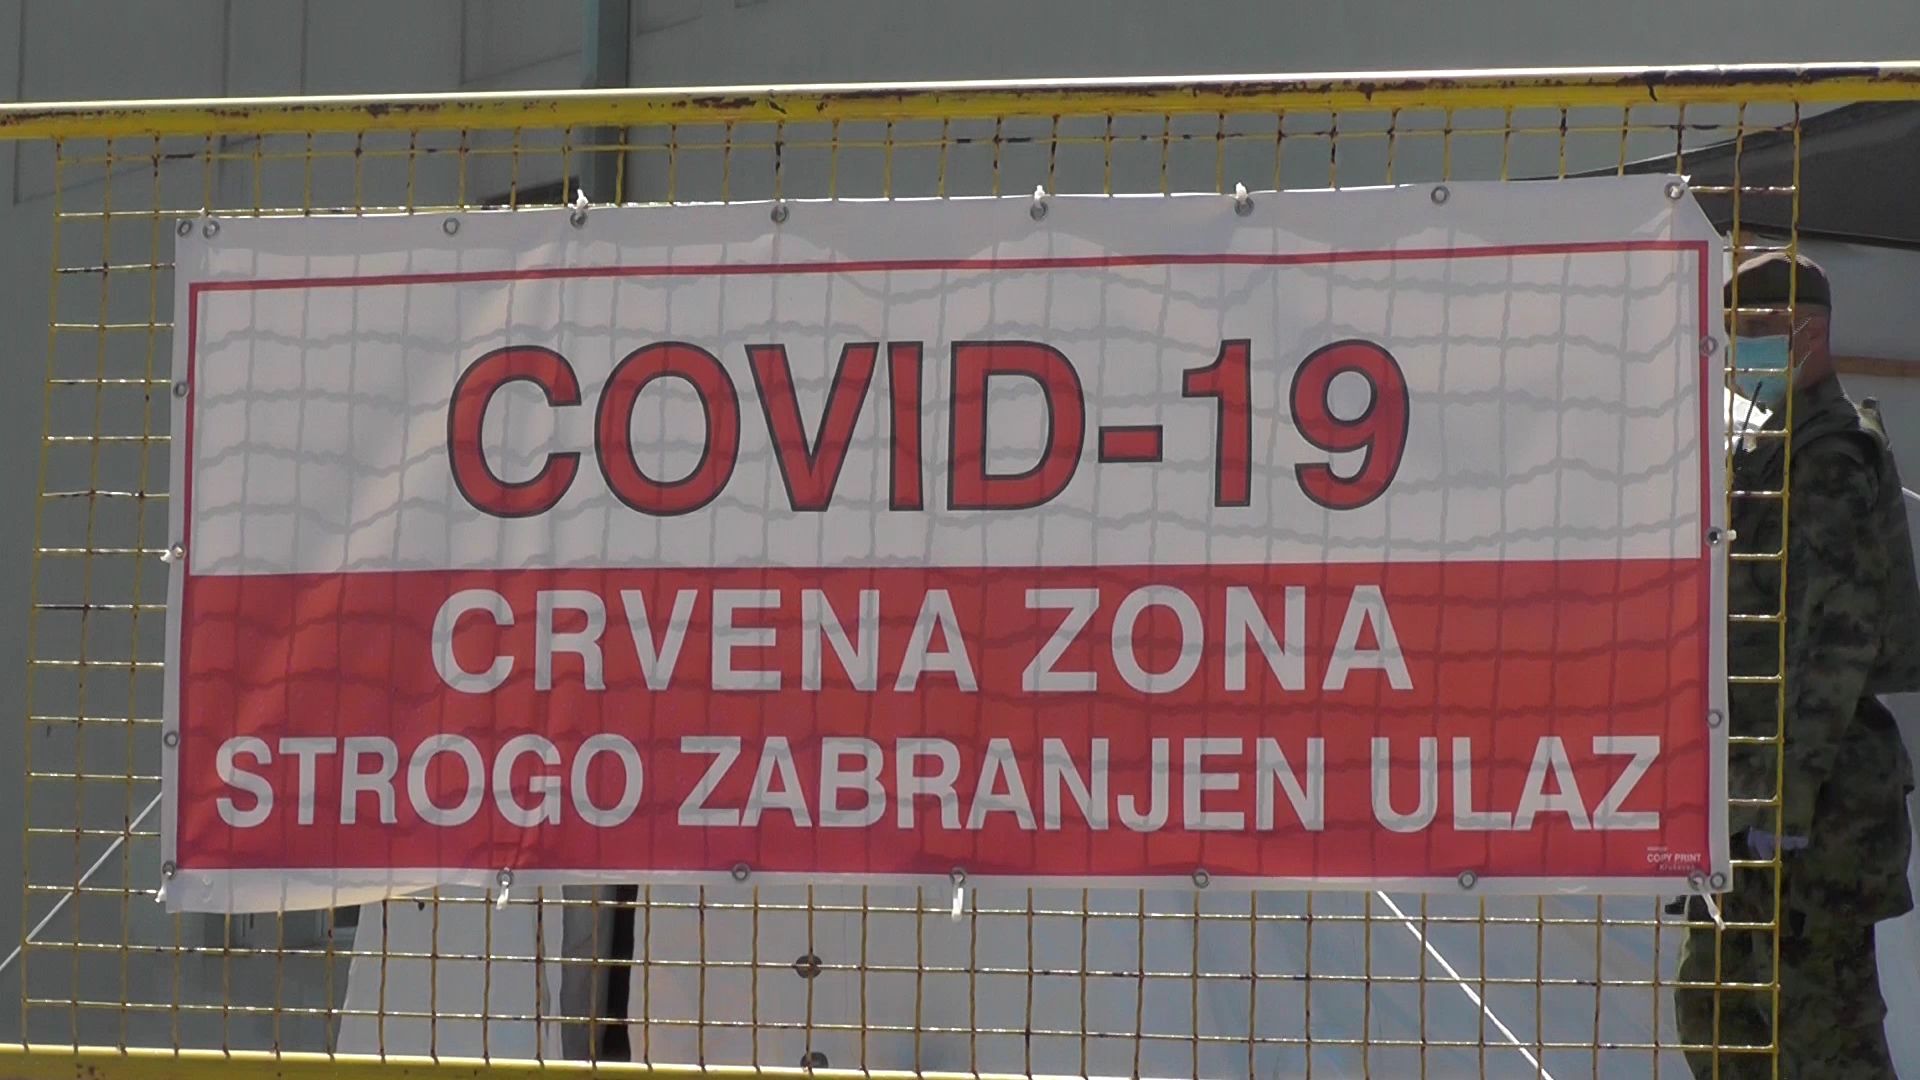 COVID-19
CRVENA ZONA
STROGO ZABRANJEN ULAZ
COPY PRINT